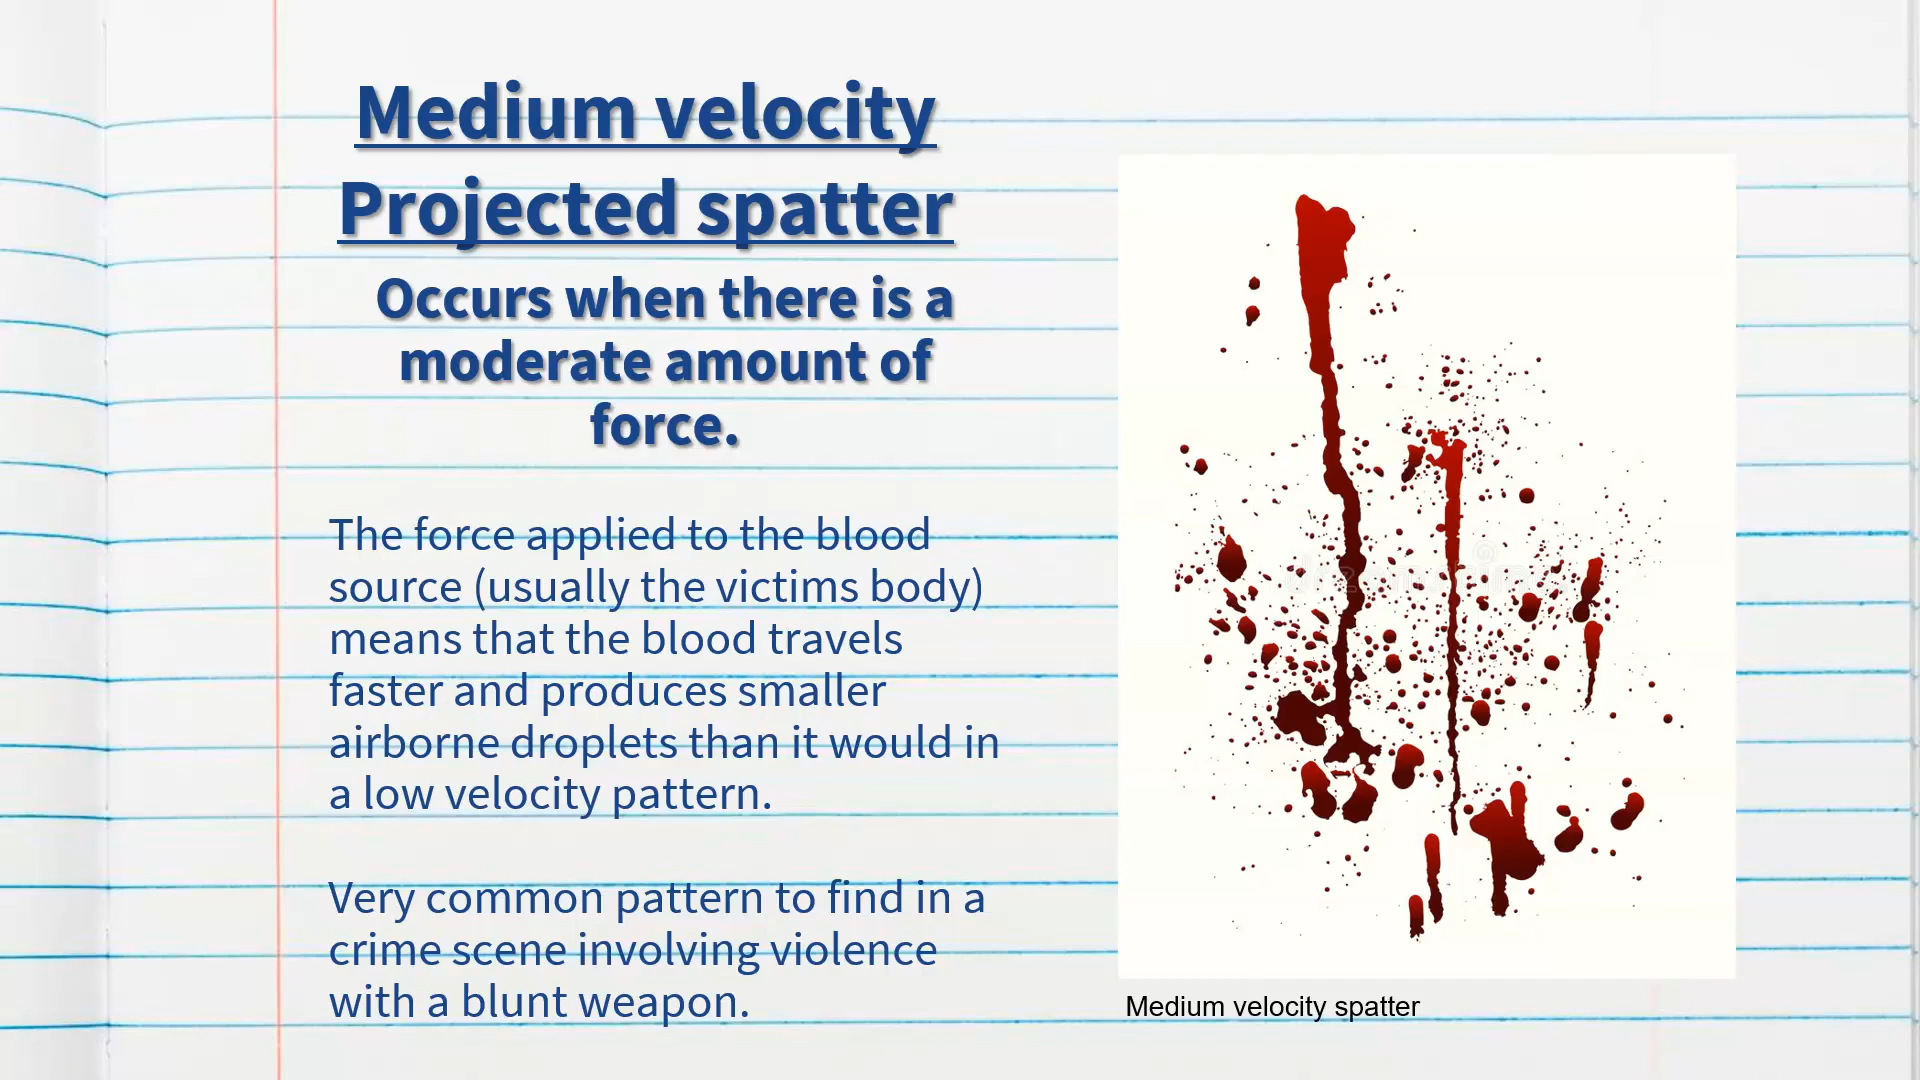 Medium velocity
Projected spatter
Occurs when there is a
moderate amount of
force.
The force applied to the blood
source (usually the victims body)
means that the blood travels
faster and produces smaller
airborne droplets than it would in
a low velocity pattern.
Very common pattern to find in a
crime scene involving violence
with a blunt weapon.
Medium velocity spatter